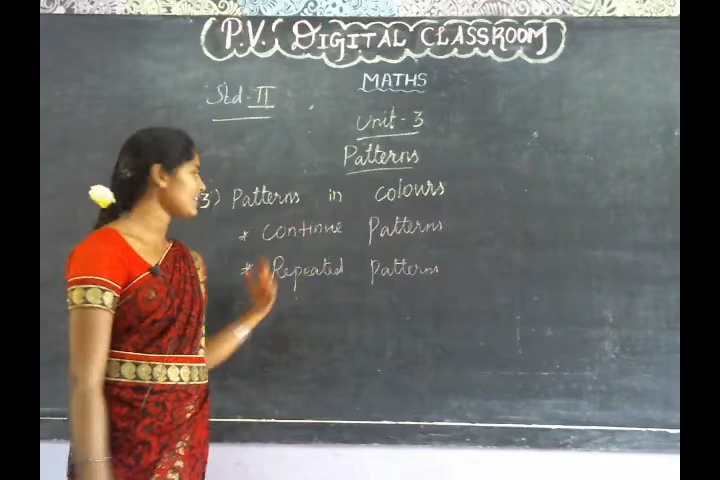 P.V. DIGITAL CLASSROOM
MATHS
Std-II
Unit-3
Patterns
3) Patterns in colours
* Continue Patterns
* Repeated Patterns